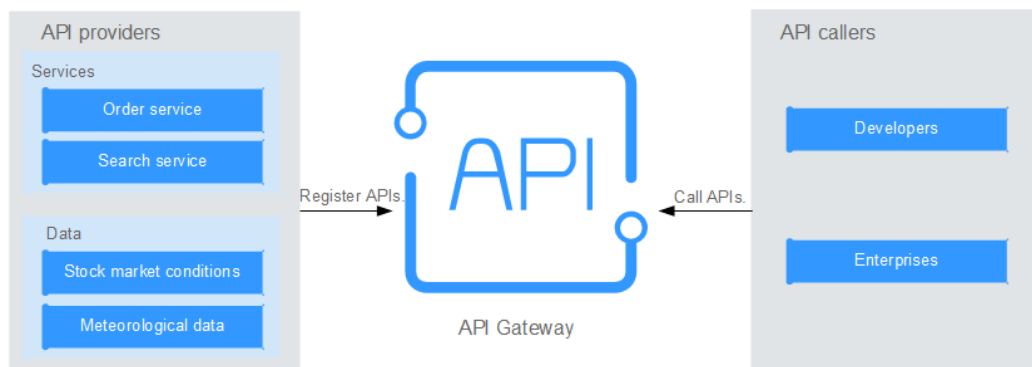 API providers
Services
Order service
Search service
Data
Stock market conditions
Meteorological data
Register APIs.
API
API Gateway
Call APIs.
API callers
Developers
Enterprises